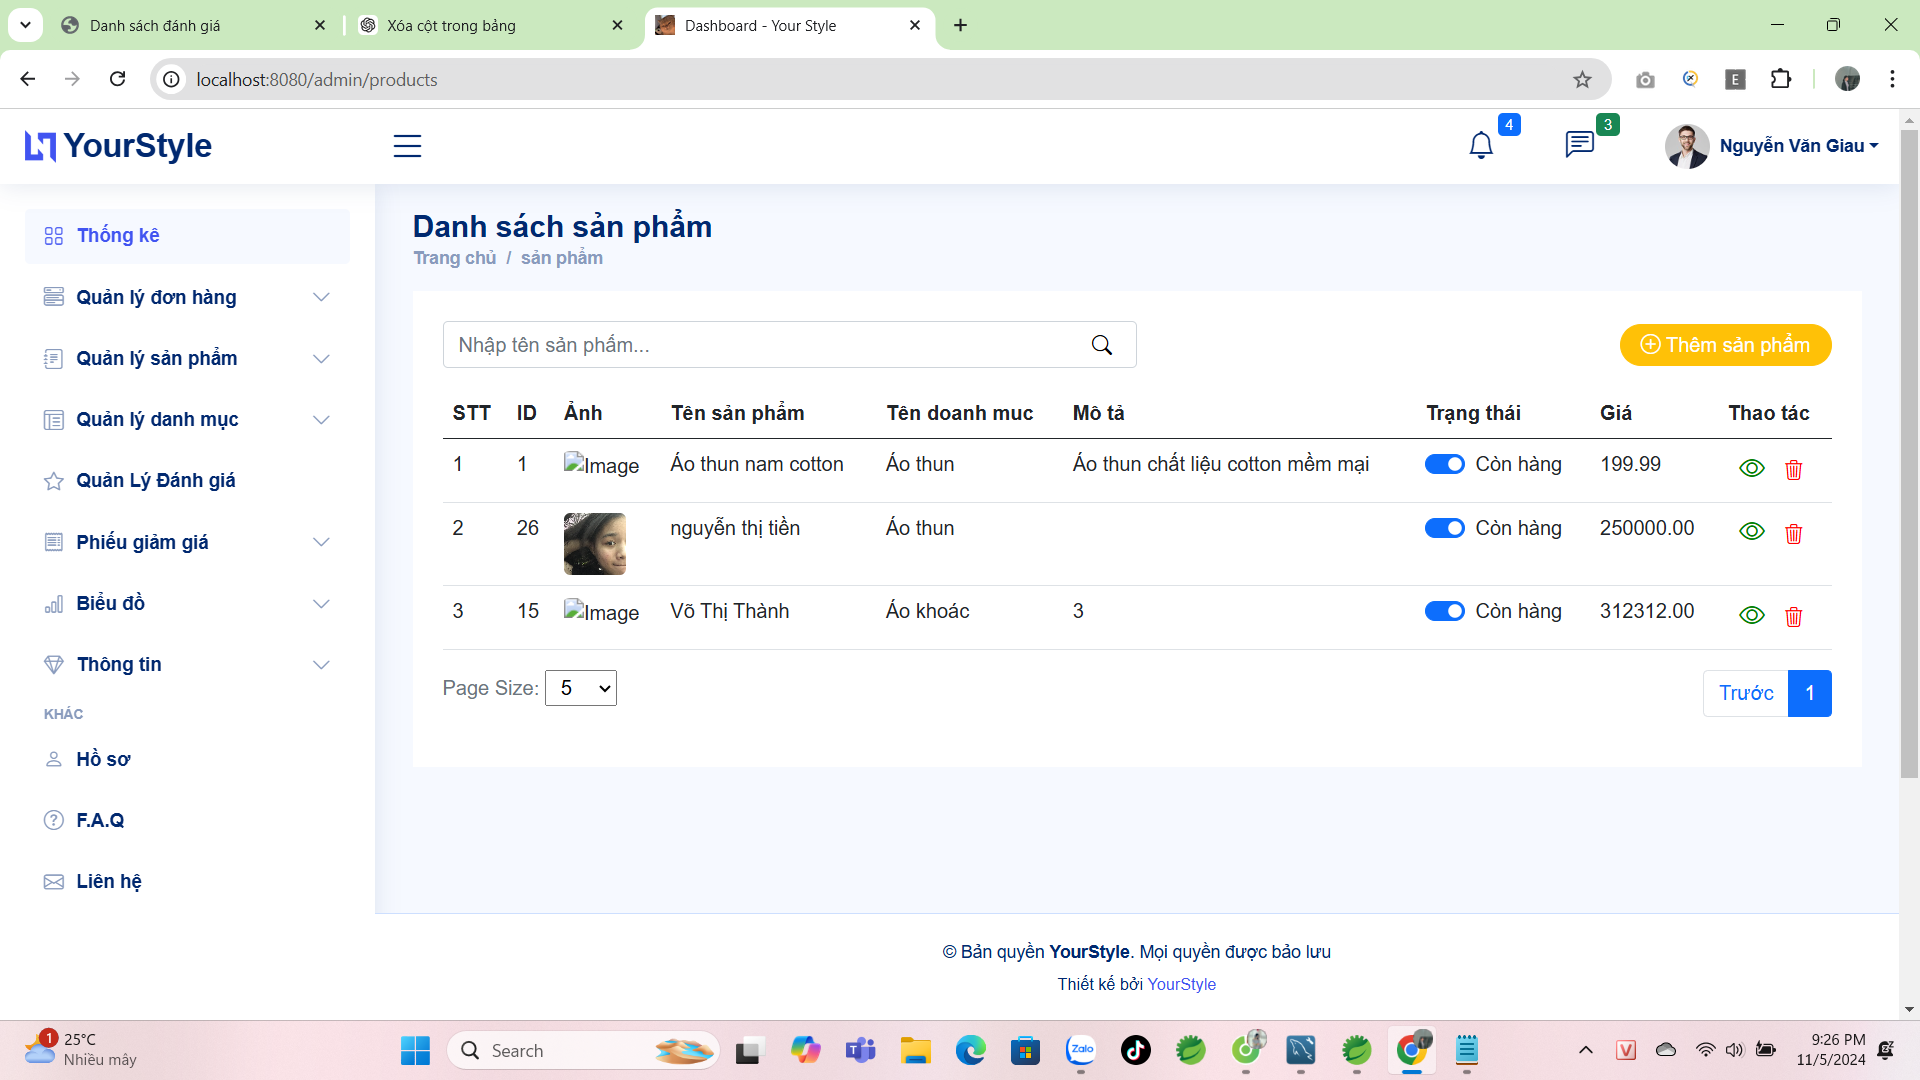 Danh sách đánh giá
Xóa cột trong bảng
Dashboard - Your Style
localhost:8080/admin/products
E
YourStyle
4
3
Nguyễn Văn Giau
Thống kê
Quản lý đơn hàng
Quản lý sản phẩm
Quản lý danh mục
Quản Lý Đánh giá
Phiếu giảm giá
Biểu đồ
Thông tin
KHÁC
Hồ sơ
F.A.Q
Liên hệ
Danh sách sản phẩm
Trang chủ / sản phẩm
Nhập tên sản phẩm...
Thêm sản phẩm
STT ID Ảnh Tên sản phẩm Tên doanh muc Mô tả Trạng thái Giá Thao tác
1 1 Image Áo thun nam cotton Áo thun Áo thun chất liệu cotton mềm mại Còn hàng 199.99
2 26 nguyễn thị tiền Áo thun Còn hàng 250000.00
3 15 Image Võ Thị Thành Áo khoác 3 Còn hàng 312312.00
Page Size: 5
Trước 1
© Bản quyền YourStyle. Mọi quyền được bảo lưu
Thiết kế bởi YourStyle
1
25°C
Nhiều mây
Search
Zalo
V
9:26 PM
11/5/2024